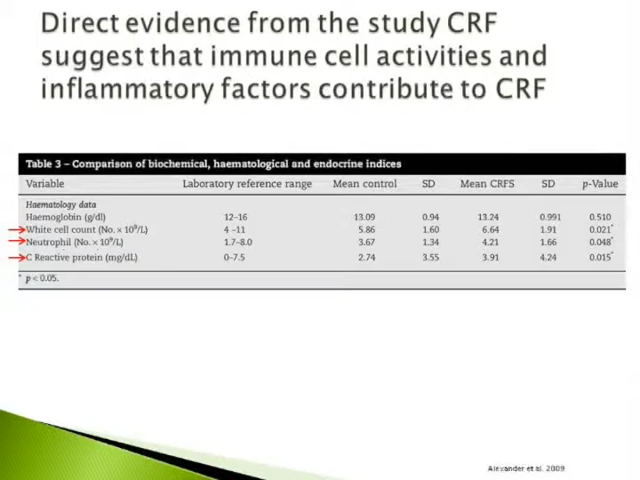 Direct evidence from the study CRF
suggest that immune cell activities and
inflammatory factors contribute to CRF
Table 3 – Comparison of biochemical, haematological and endocrine indices
Variable Laboratory reference range Mean control SD Mean CRFS SD p-Value
Haematology data
Haemoglobin (g/dl) 12–16 13.09 0.94 13.24 0.991 0.510
White cell count (No. × 10⁹/L) 4 –11 5.86 1.60 6.64 1.91 0.021*
Neutrophil (No. × 10⁹/L) 1.7–8.0 3.67 1.34 4.21 1.66 0.048*
C Reactive protein (mg/dL) 0–7.5 2.74 3.55 3.91 4.24 0.015*
* p < 0.05.
Alexander et al. 2009